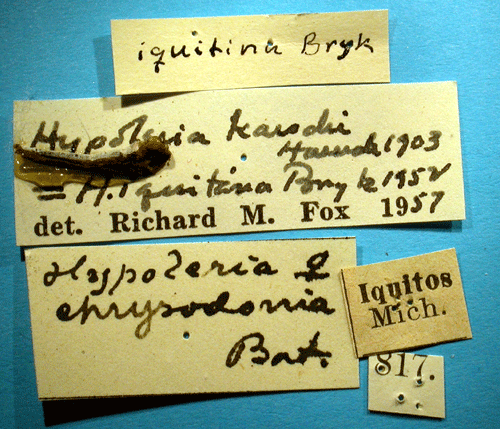 iquitina Bryk
Hypoleria karschi
Haensch 1903
= H. iquitina Bryk 1953
det. Richard M. Fox 1957
Hypoleria ♀
chrysodonia
Bat.
Iquitos
Mich.
817.